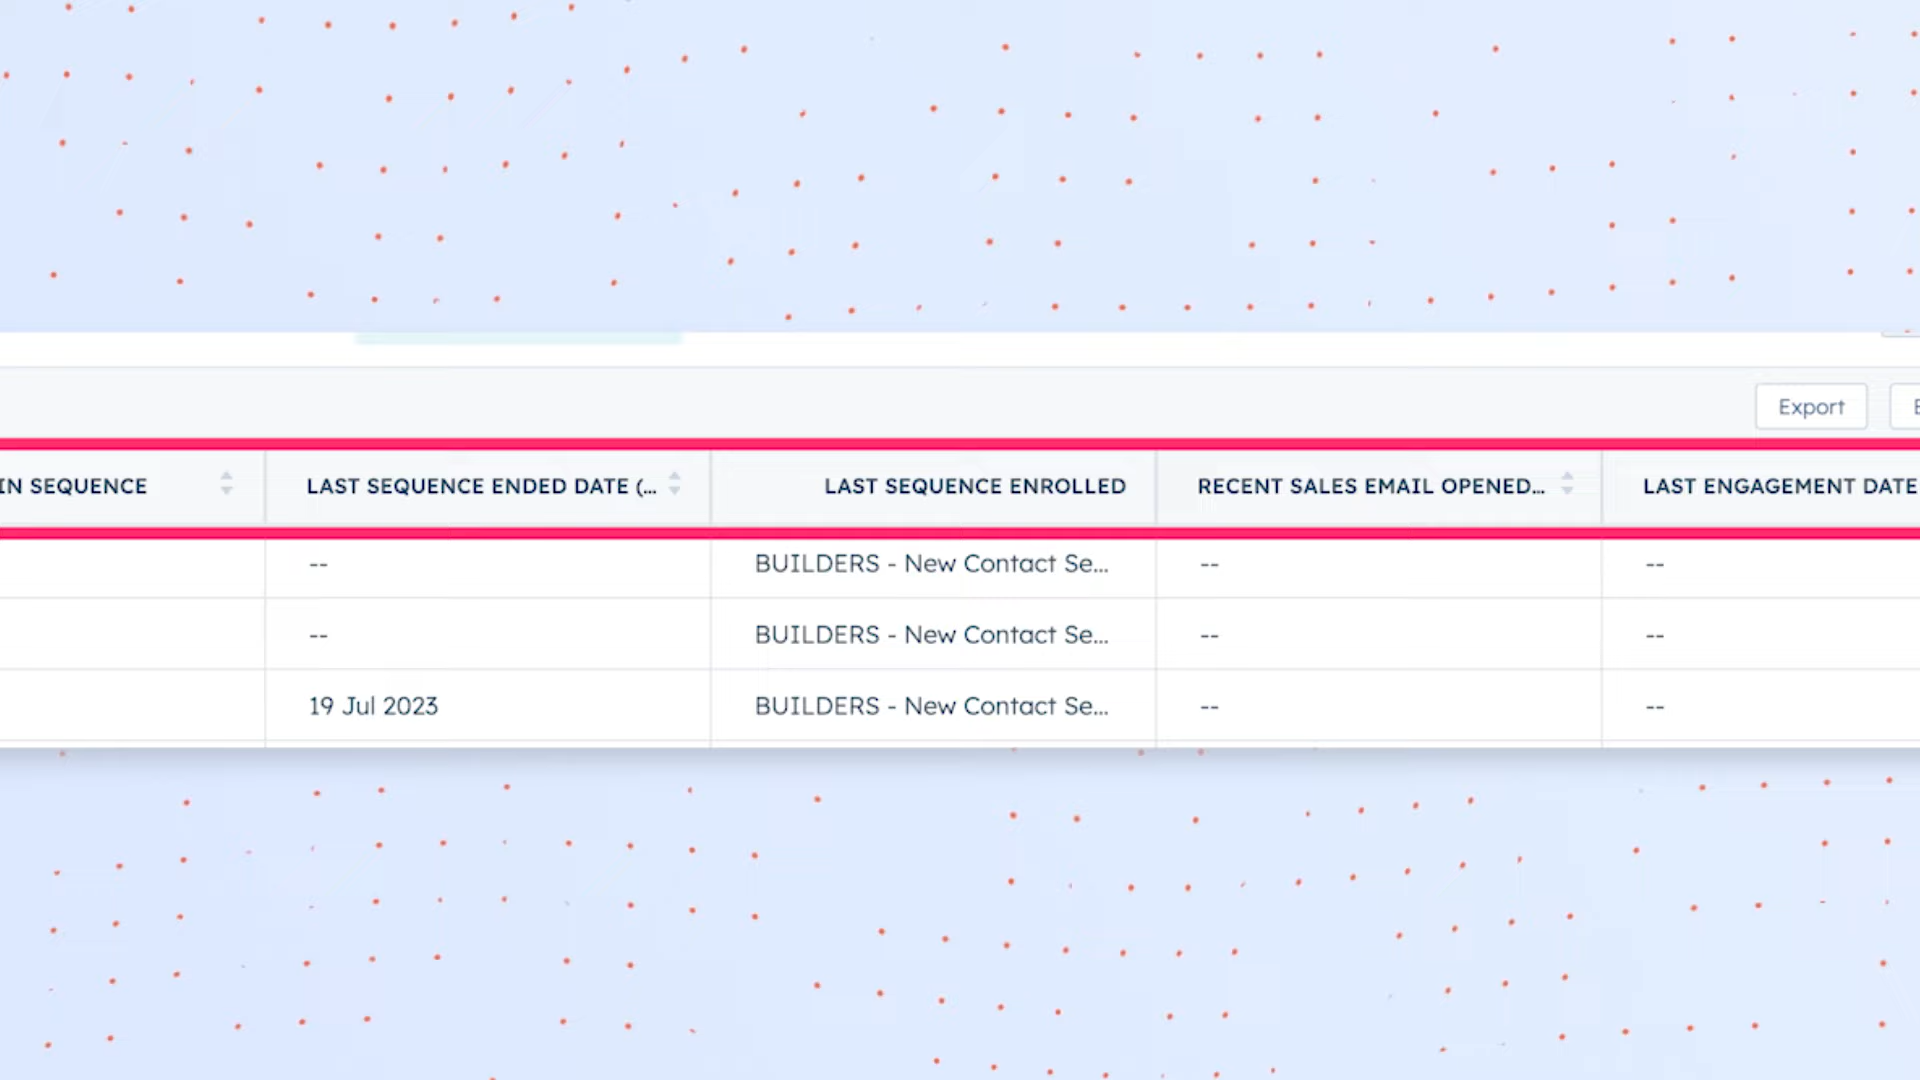 Export
IN SEQUENCE LAST SEQUENCE ENDED DATE (... LAST SEQUENCE ENROLLED RECENT SALES EMAIL OPENED... LAST ENGAGEMENT DATE
-- BUILDERS - New Contact Se... -- --
-- BUILDERS - New Contact Se... -- --
19 Jul 2023 BUILDERS - New Contact Se... -- --